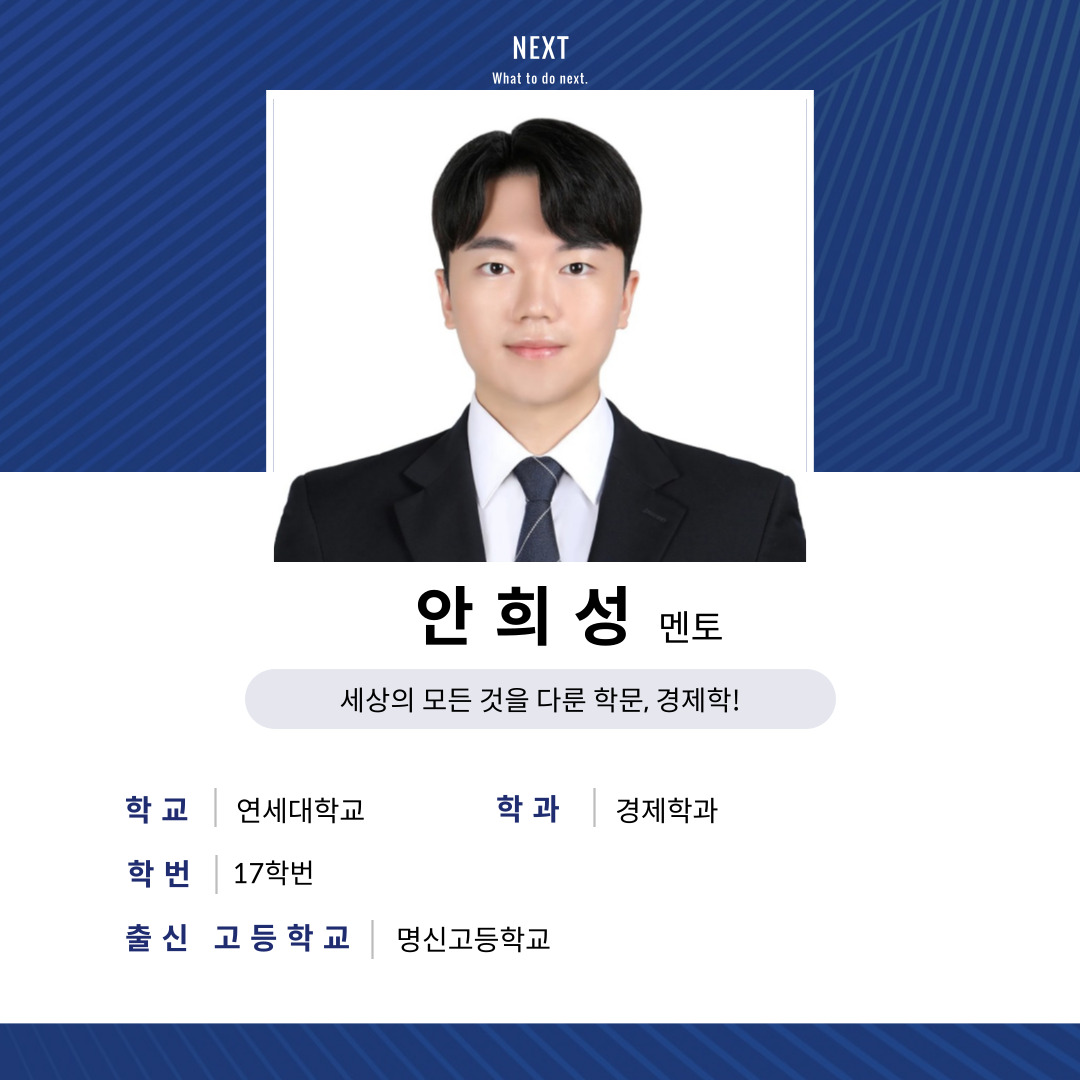 NEXT
What to do next.
안희성 멘토
세상의 모든 것을 다룬 학문, 경제학!
학교 연세대학교 학과 경제학과
학번 17학번
출신 고등학교 명신고등학교